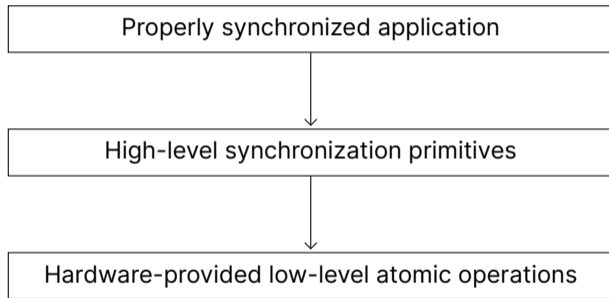 Properly synchronized application
High-level synchronization primitives
Hardware-provided low-level atomic operations